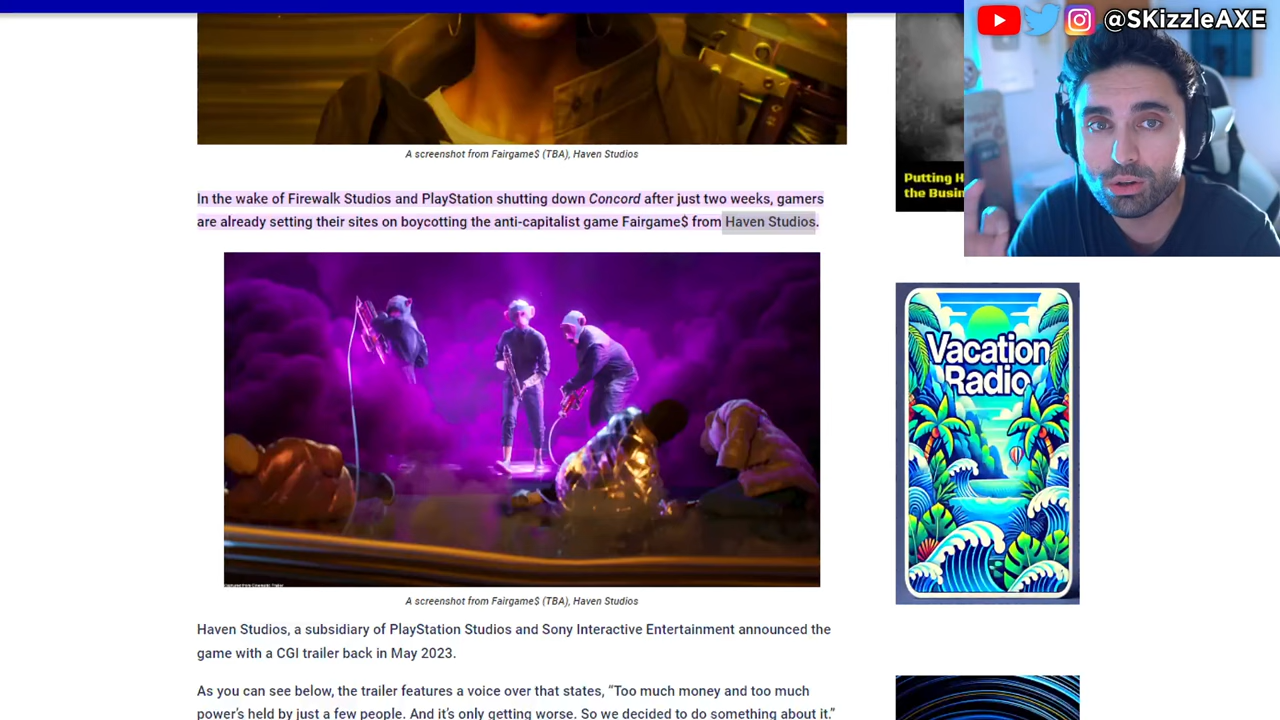 @SKizzleAXE
A screenshot from Fairgame$ (TBA), Haven Studios
Putting H
the Busin
In the wake of Firewalk Studios and PlayStation shutting down Concord after just two weeks, gamers
are already setting their sites on boycotting the anti-capitalist game Fairgame$ from Haven Studios.
Vacation
Radio
A screenshot from Fairgame$ (TBA), Haven Studios
Haven Studios, a subsidiary of PlayStation Studios and Sony Interactive Entertainment announced the
game with a CGI trailer back in May 2023.
As you can see below, the trailer features a voice over that states, “Too much money and too much
power’s held by just a few people. And it’s only getting worse. So we decided to do something about it.”